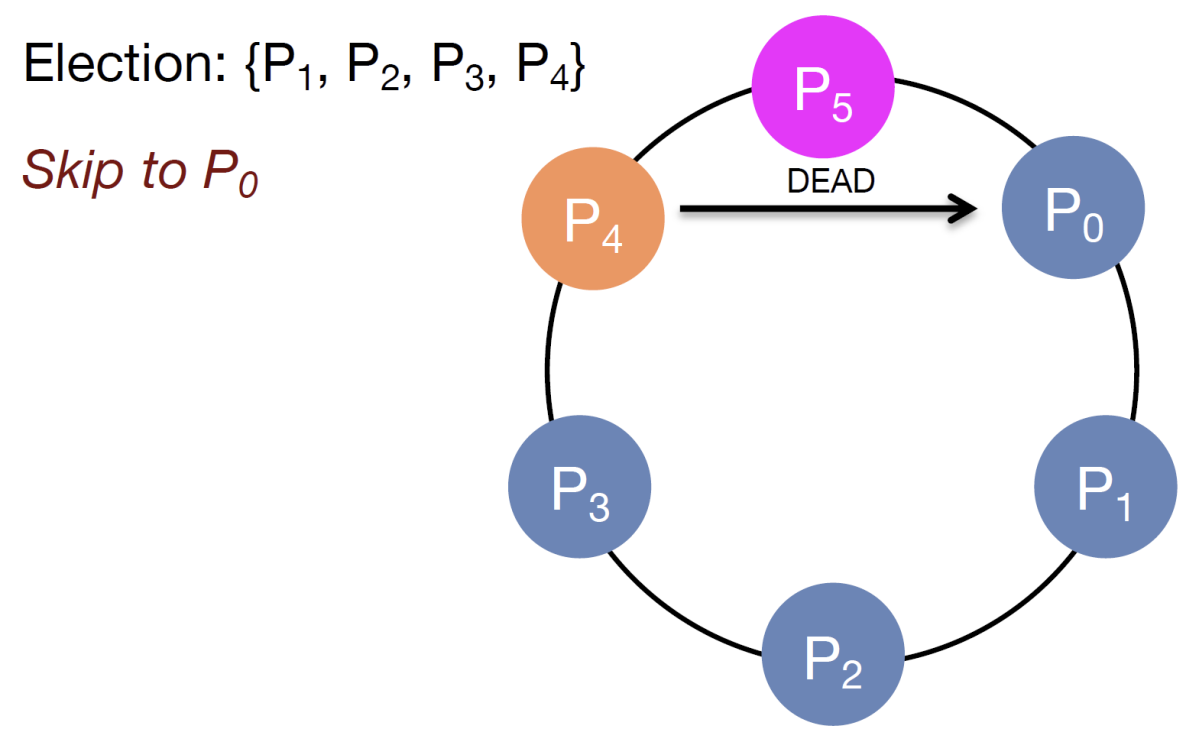 Election: {P₁, P₂, P₃, P₄}
Skip to P₀
P₅
DEAD
P₄
P₀
P₃
P₁
P₂